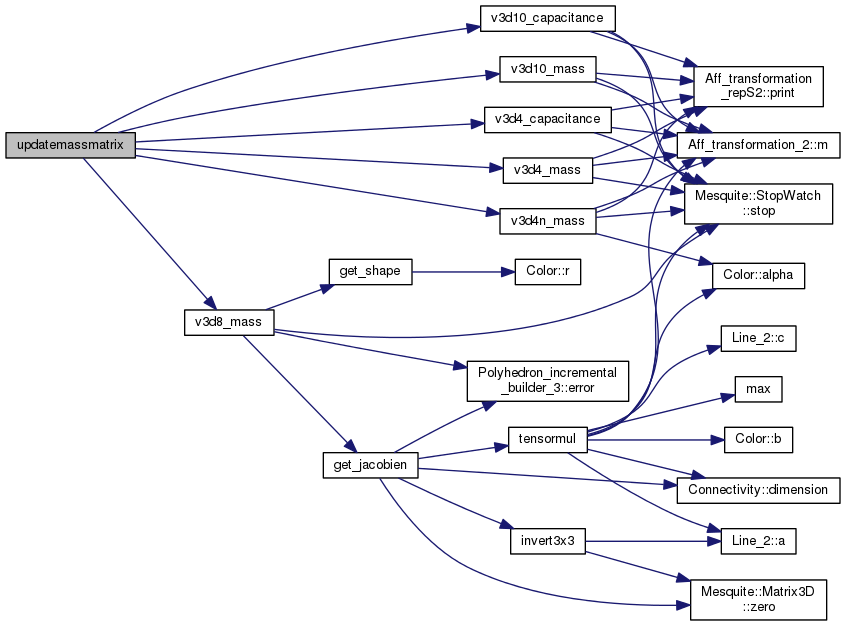 v3d10_capacitance
v3d10_mass
Aff_transformation
_repS2::print
v3d4_capacitance
updatemassmatrix
Aff_transformation_2::m
v3d4_mass
Mesquite::StopWatch
::stop
v3d4n_mass
get_shape
Color::r
Color::alpha
v3d8_mass
Line_2::c
Polyhedron_incremental
_builder_3::error
max
tensormul
Color::b
get_jacobien
Connectivity::dimension
invert3x3
Line_2::a
Mesquite::Matrix3D
::zero